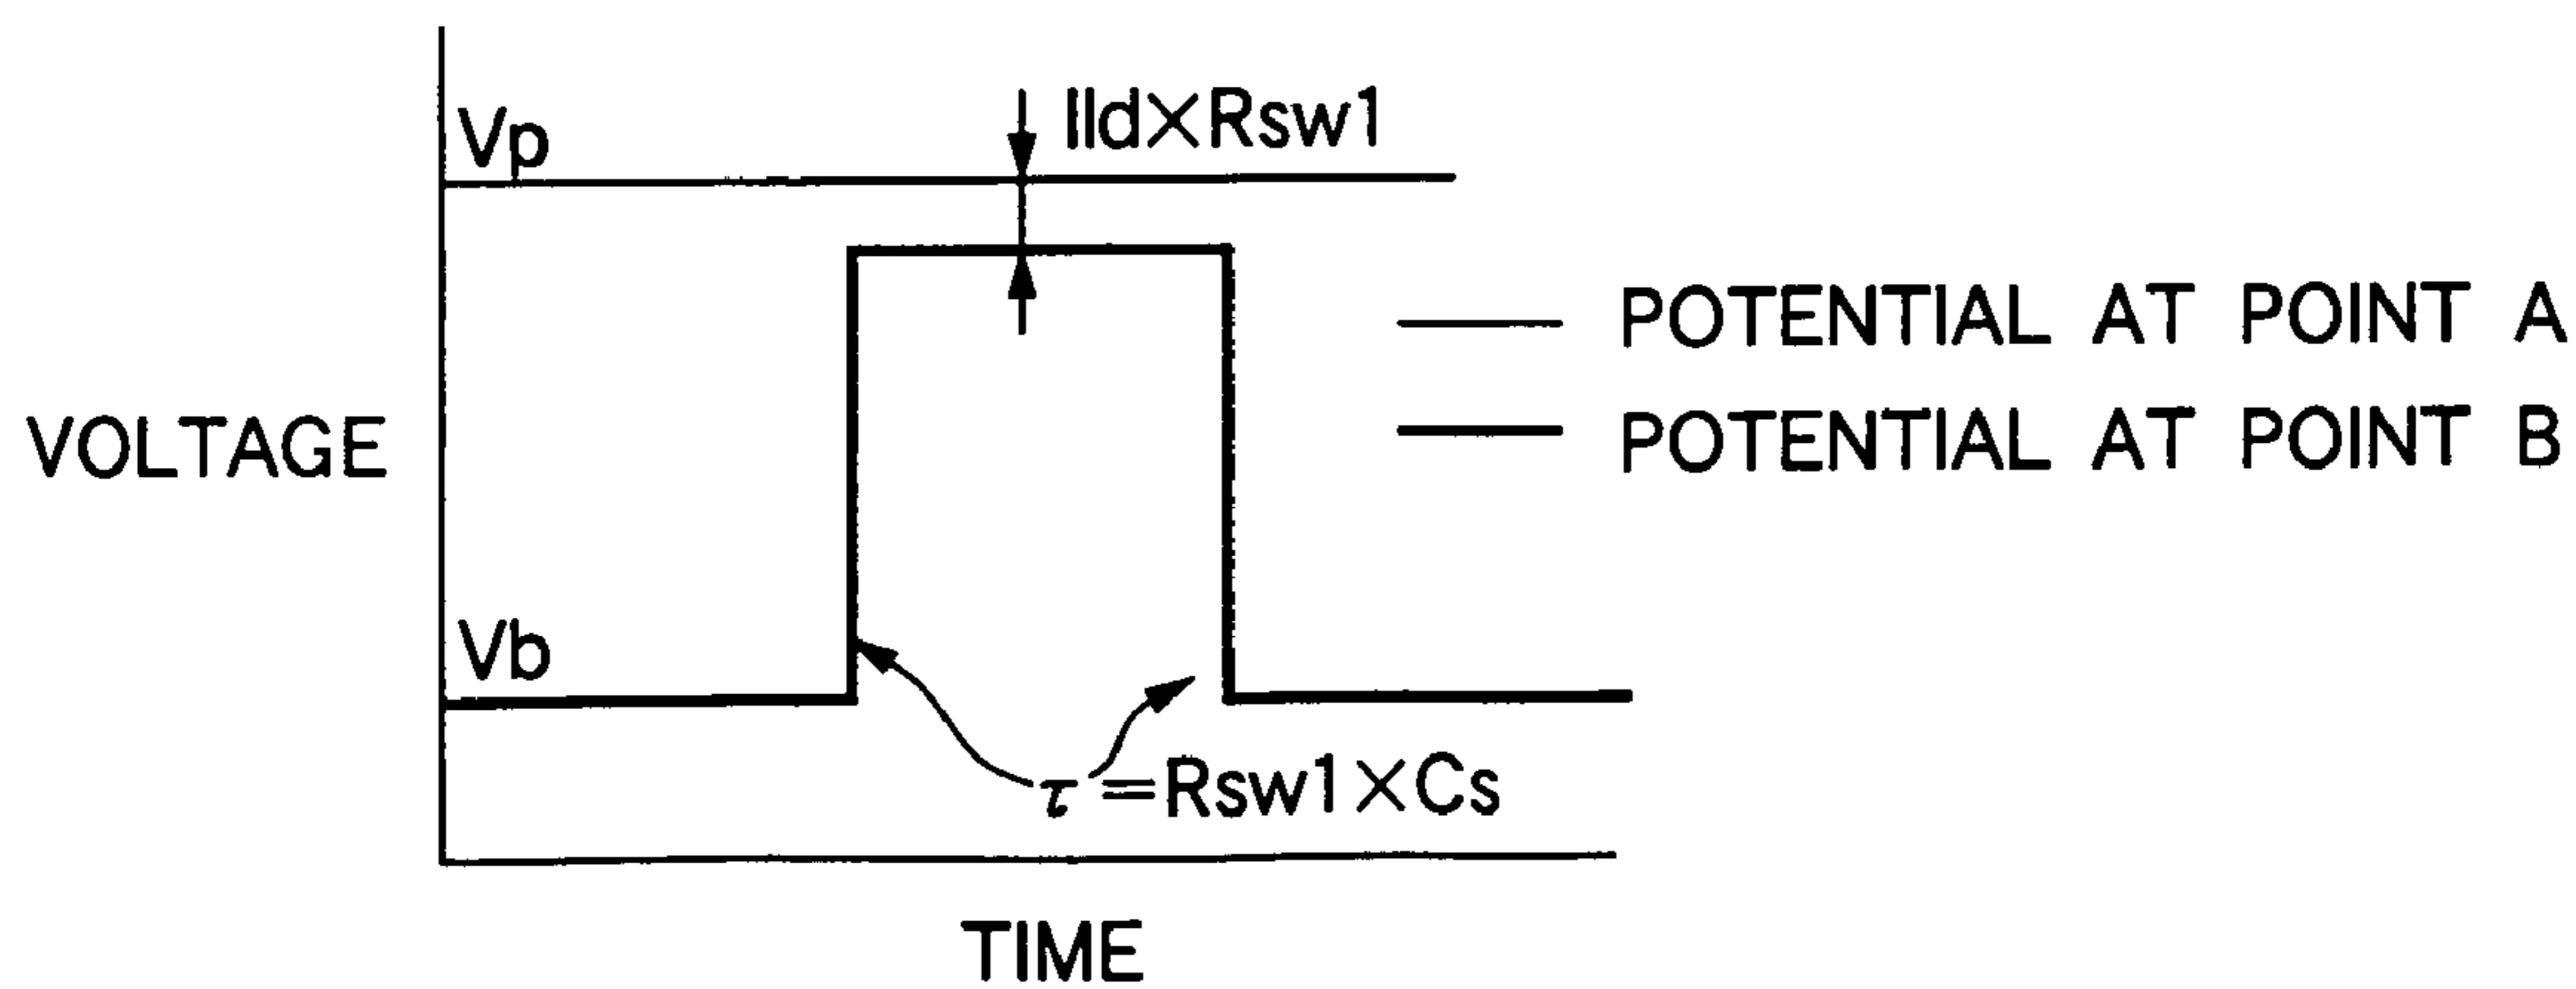 Vp
Ild×Rsw1
POTENTIAL AT POINT A
POTENTIAL AT POINT B
VOLTAGE
Vb
τ=Rsw1×Cs
TIME